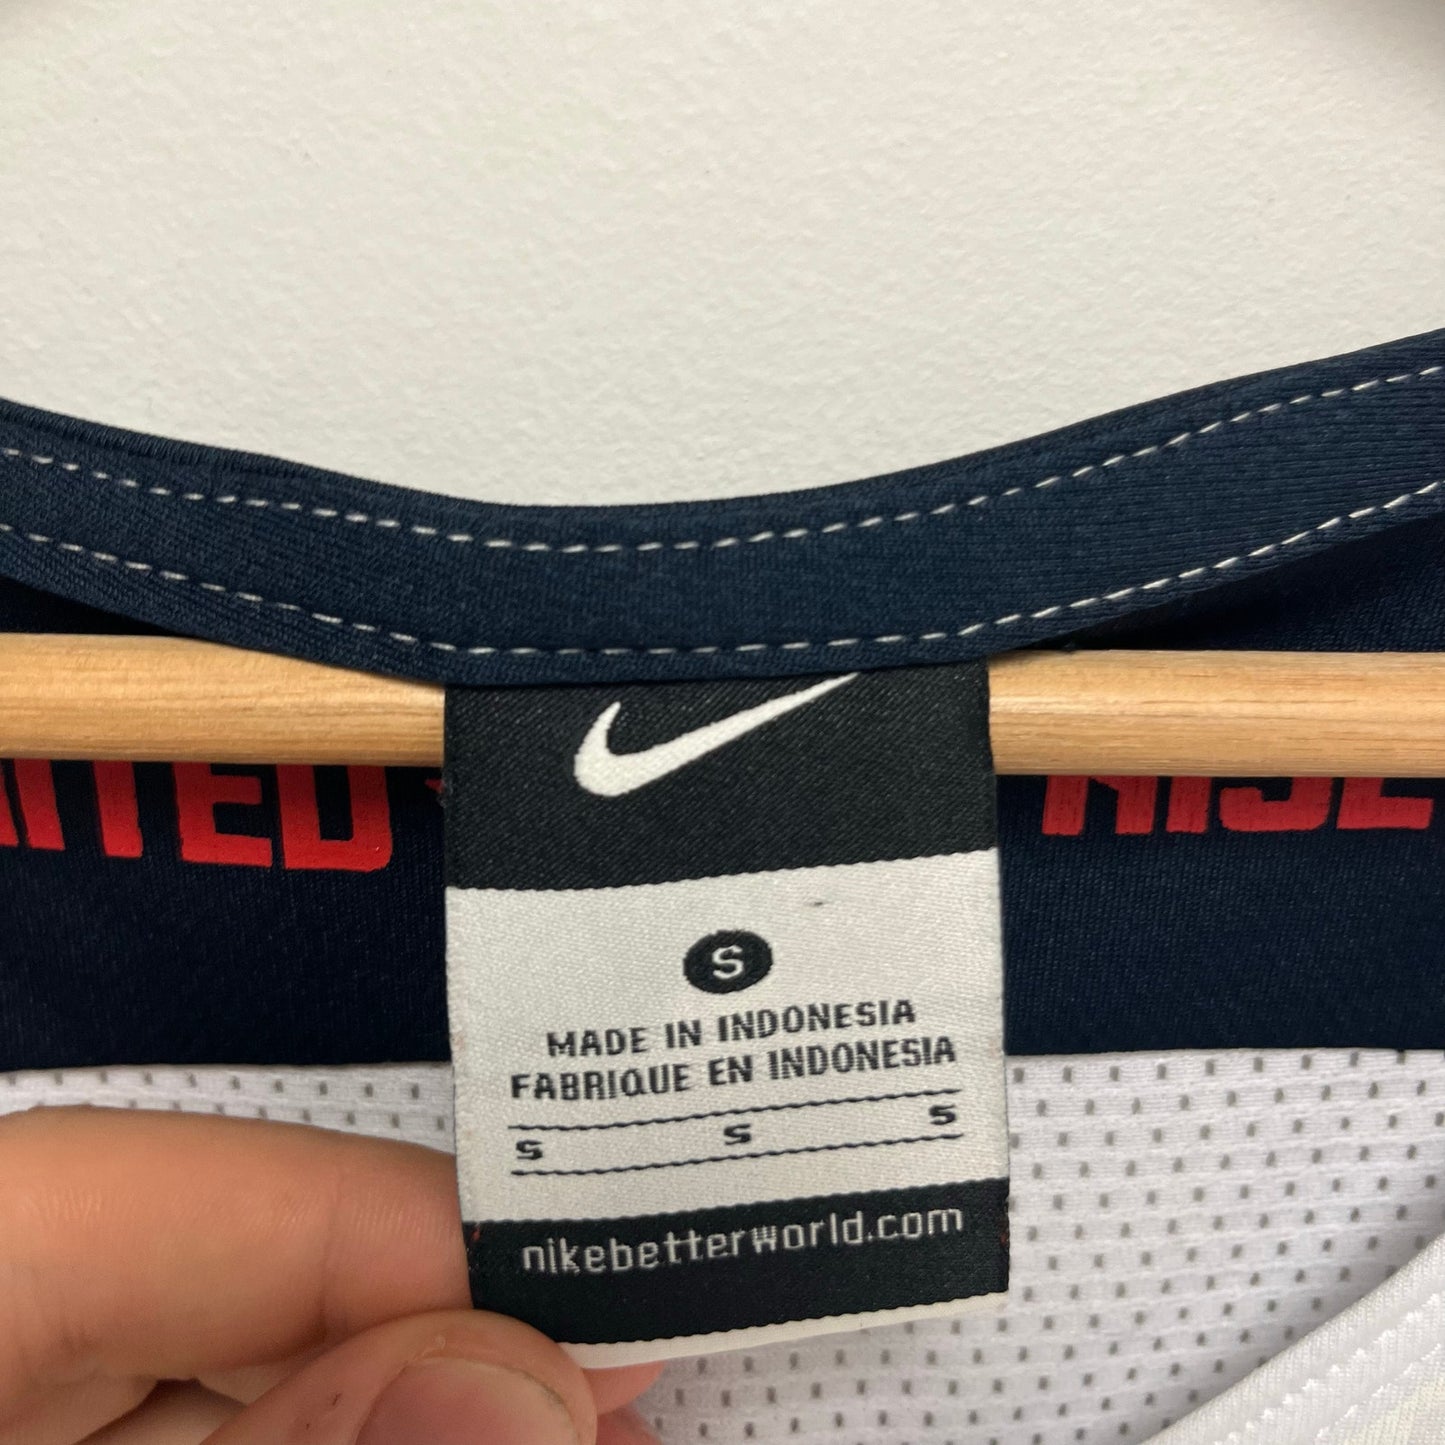 S
MADE IN INDONESIA
FABRIQUE EN INDONESIA
S S S
nikebetterworld.com